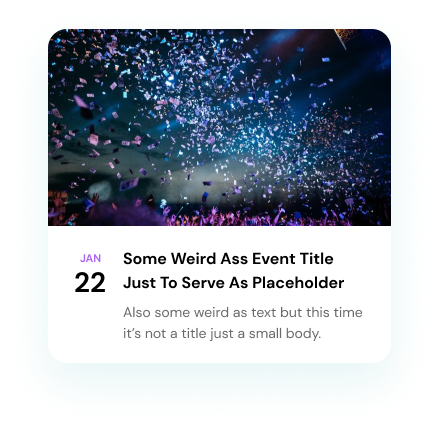 JAN
22
Some Weird Ass Event Title
Just To Serve As Placeholder
Also some weird as text but this time
it's not a title just a small body.